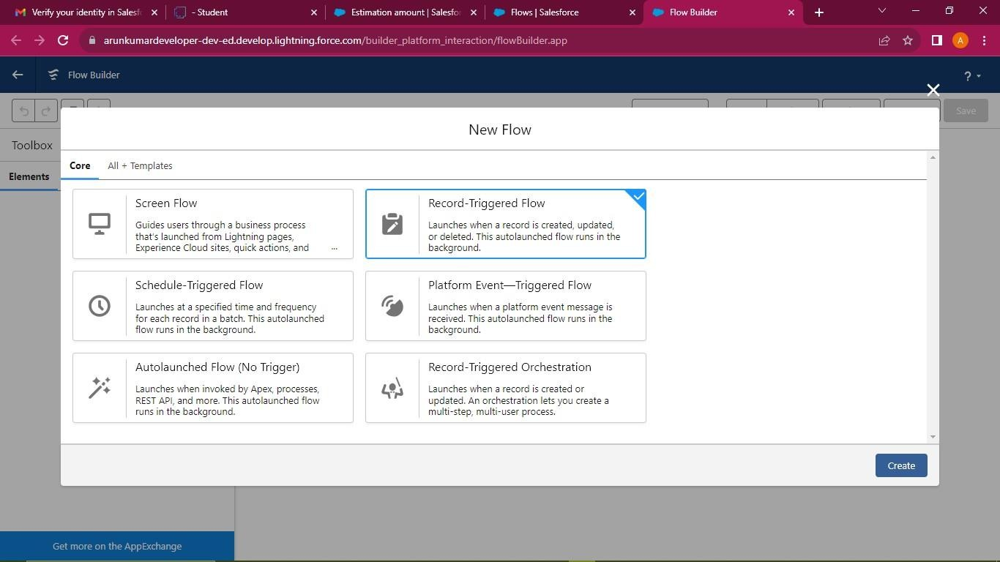 Verify your identity in Salesf
- Student
Estimation amount | Salesfo
Flows | Salesforce
Flow Builder
arunkumardeveloper-dev-ed.develop.lightning.force.com/builder_platform_interaction/flowBuilder.app
A
Flow Builder
?
Save
New Flow
Toolbox
Core
All + Templates
Elements
Screen Flow
Guides users through a business process
that's launched from Lightning pages,
Experience Cloud sites, quick actions, and
...
Record-Triggered Flow
Launches when a record is created, updated,
or deleted. This autolaunched flow runs in the
background.
Schedule-Triggered Flow
Launches at a specified time and frequency
for each record in a batch. This autolaunched
flow runs in the background.
Platform Event—Triggered Flow
Launches when a platform event message is
received. This autolaunched flow runs in the
background.
Autolaunched Flow (No Trigger)
Launches when invoked by Apex, processes,
REST API, and more. This autolaunched flow
runs in the background.
Record-Triggered Orchestration
Launches when a record is created or
updated. An orchestration lets you create a
multi-step, multi-user process.
Create
Get more on the AppExchange